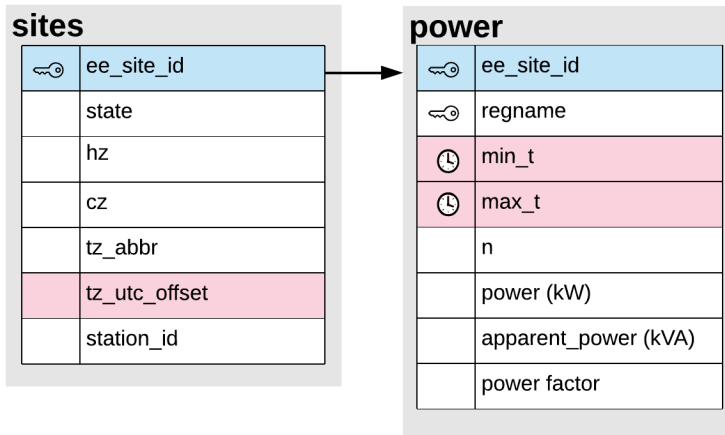 sites
ee_site_id
state
hz
cz
tz_abbr
tz_utc_offset
station_id
power
ee_site_id
regname
min_t
max_t
n
power (kW)
apparent_power (kVA)
power factor